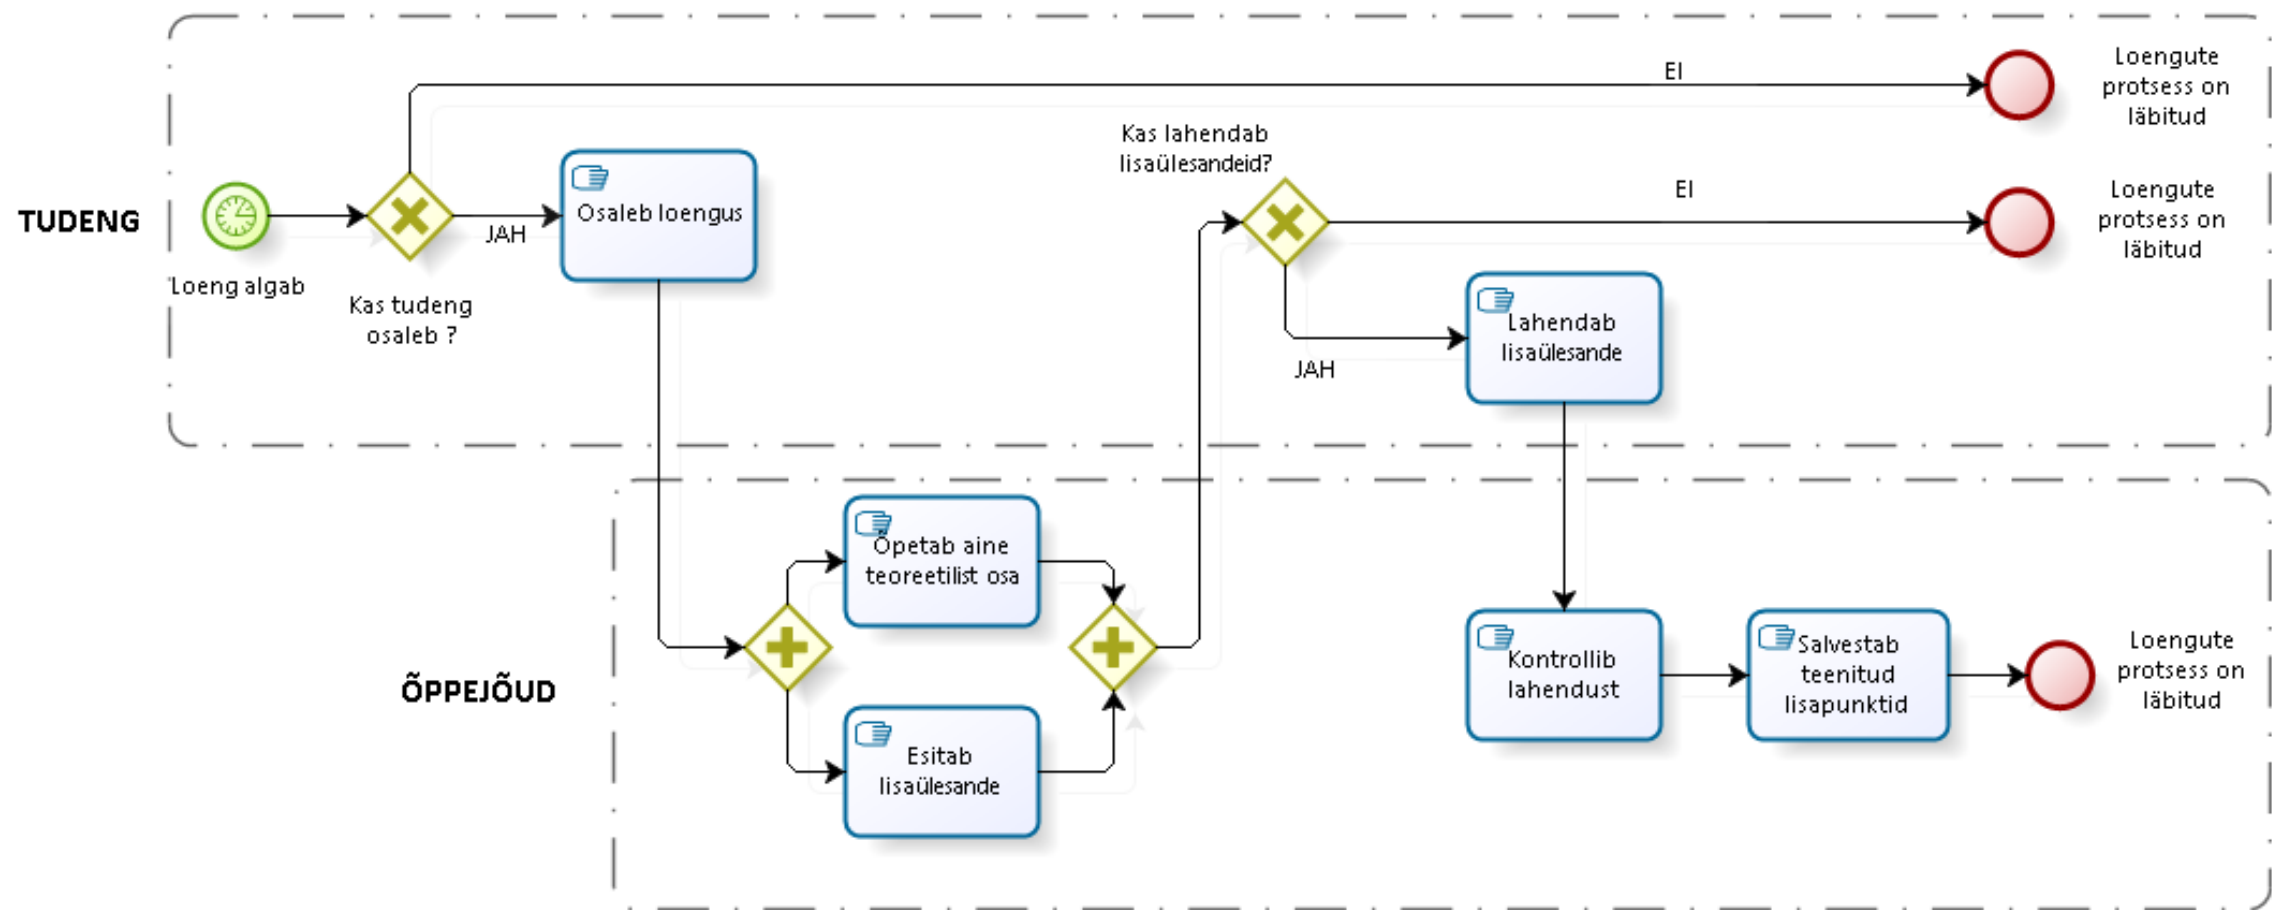 TUDENG
Loeng algab
Kas tudeng
osaleb ?
JAH
Osaleb loengus
EI
Loengute
protsess on
läbitud
Kas lahendab
lisaülesandeid?
EI
Loengute
protsess on
läbitud
JAH
Lahendab
lisaülesande
ÕPPEJÕUD
Õpetab aine
teoreetilist osa
Esitab
lisaülesande
Kontrollib
lahendust
Salvestab
teenitud
lisapunktid
Loengute
protsess on
läbitud